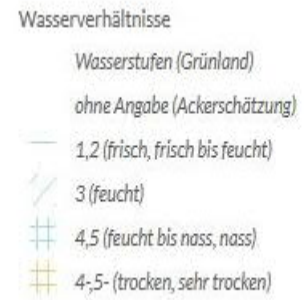 Wasserverhältnisse
Wasserstufen (Grünland)
ohne Angabe (Ackerschätzung)
1,2 (frisch, frisch bis feucht)
3 (feucht)
4,5 (feucht bis nass, nass)
4-,5- (trocken, sehr trocken)